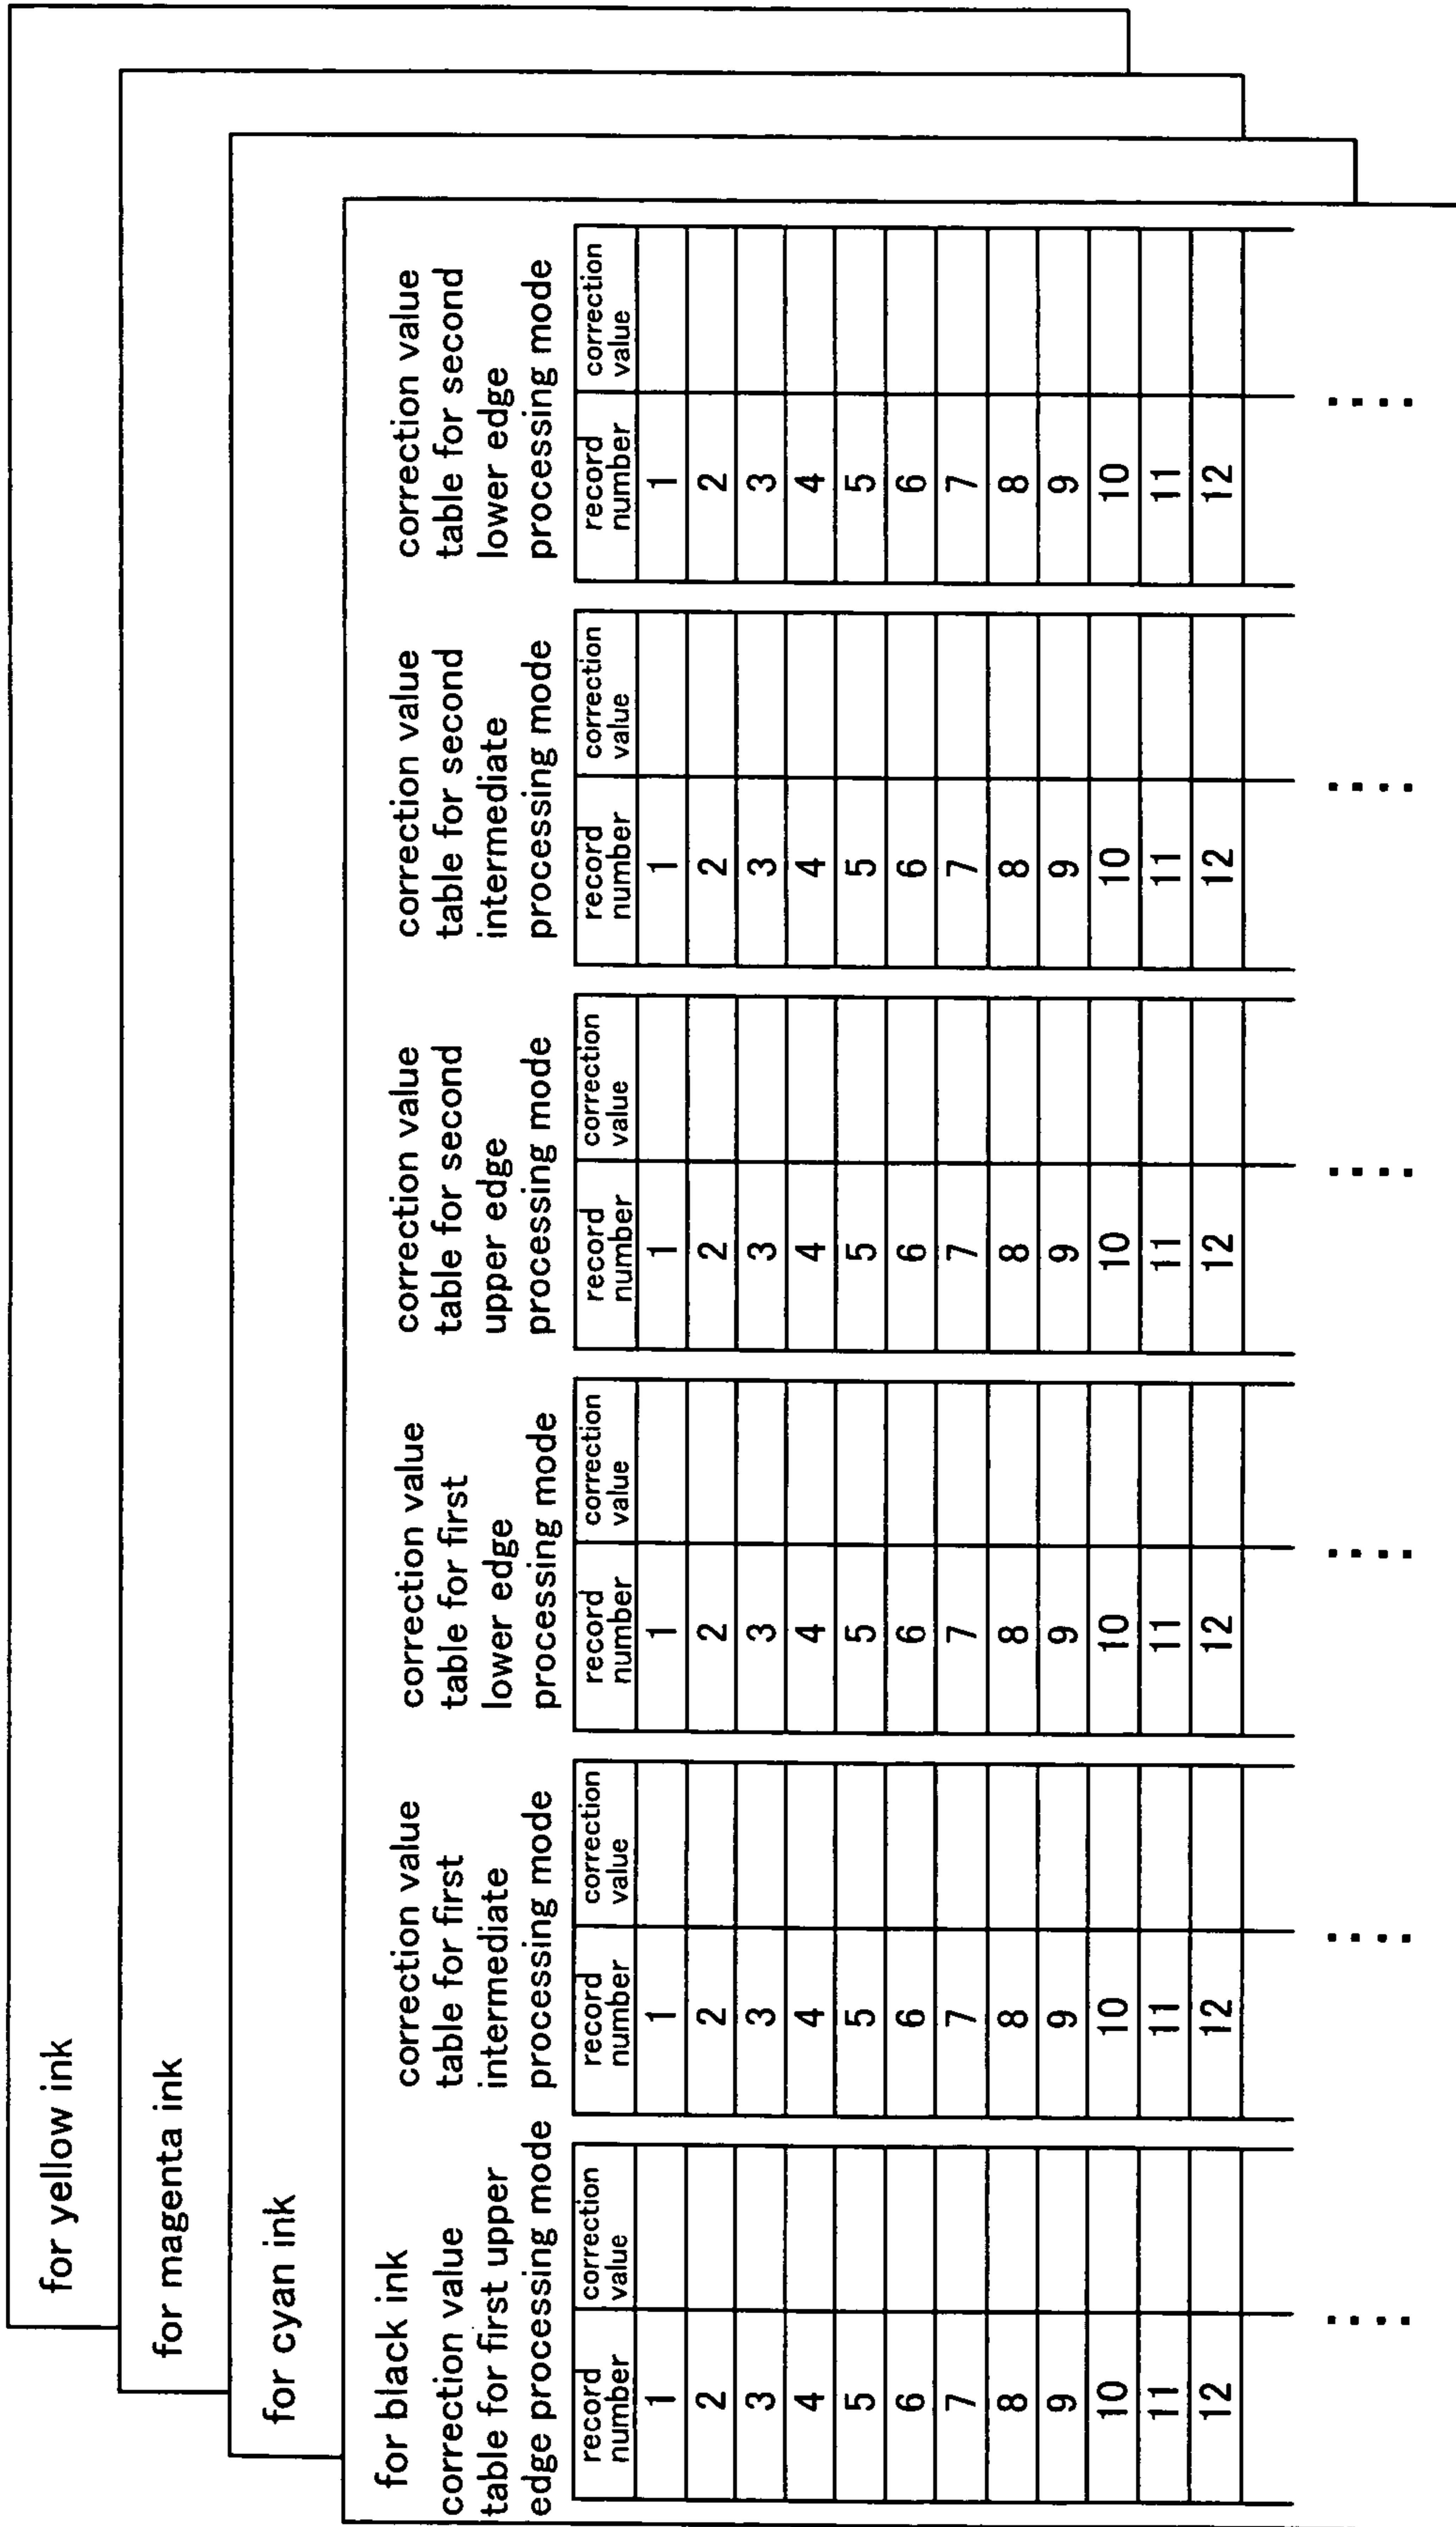 for yellow ink
for magenta ink
for cyan ink
for black ink
correction value
table for first upper
edge processing mode
record
number
correction
value
1
2
3
4
5
6
7
8
9
10
11
12
....
correction value
table for first
intermediate
processing mode
record
number
correction
value
1
2
3
4
5
6
7
8
9
10
11
12
....
correction value
table for first
lower edge
processing mode
record
number
correction
value
1
2
3
4
5
6
7
8
9
10
11
12
....
correction value
table for second
upper edge
processing mode
record
number
correction
value
1
2
3
4
5
6
7
8
9
10
11
12
....
correction value
table for second
intermediate
processing mode
record
number
correction
value
1
2
3
4
5
6
7
8
9
10
11
12
....
correction value
table for second
lower edge
processing mode
record
number
correction
value
1
2
3
4
5
6
7
8
9
10
11
12
....